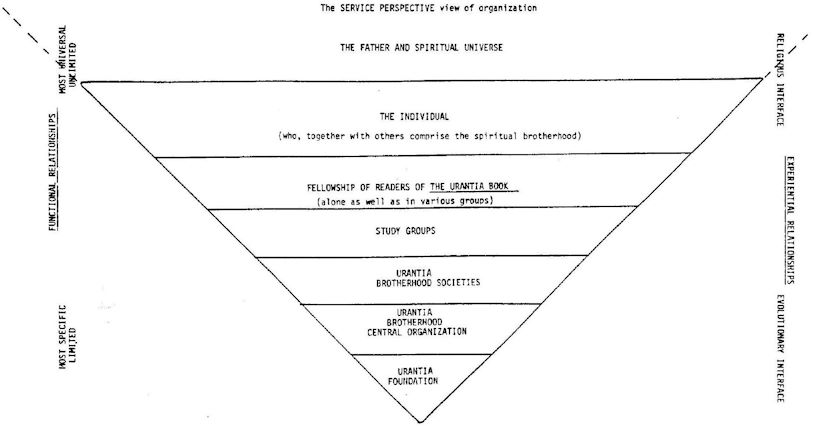 The SERVICE PERSPECTIVE view of organization
THE FATHER AND SPIRITUAL UNIVERSE
MOST UNIVERSAL
UNLIMITED
RELIGIOUS INTERFACE
THE INDIVIDUAL
(who, together with others comprise the spiritual brotherhood)
FUNCTIONAL RELATIONSHIPS
EXPERIENTIAL RELATIONSHIPS
FELLOWSHIP OF READERS OF THE URANTIA BOOK
(alone as well as in various groups)
STUDY GROUPS
URANTIA
BROTHERHOOD SOCIETIES
URANTIA
BROTHERHOOD
CENTRAL ORGANIZATION
MOST SPECIFIC
LIMITED
EVOLUTIONARY INTERFACE
URANTIA
FOUNDATION